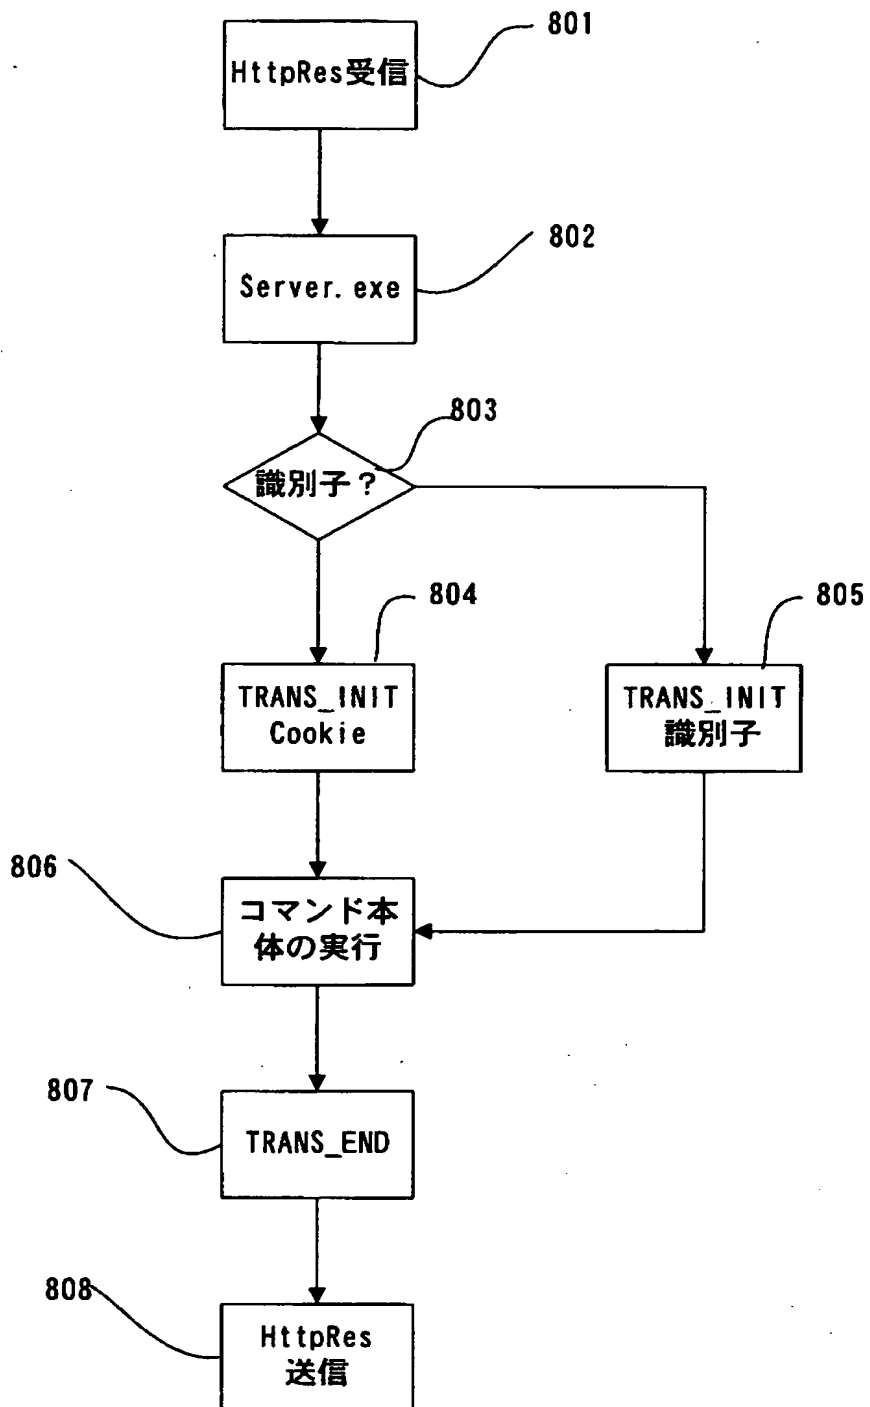 801
HttpRes受信
802
Server.exe
803
識別子?
804
805
TRANS_INIT
Cookie
TRANS_INIT
識別子
806
コマンド本
体の実行
807
TRANS_END
808
HttpRes
送信